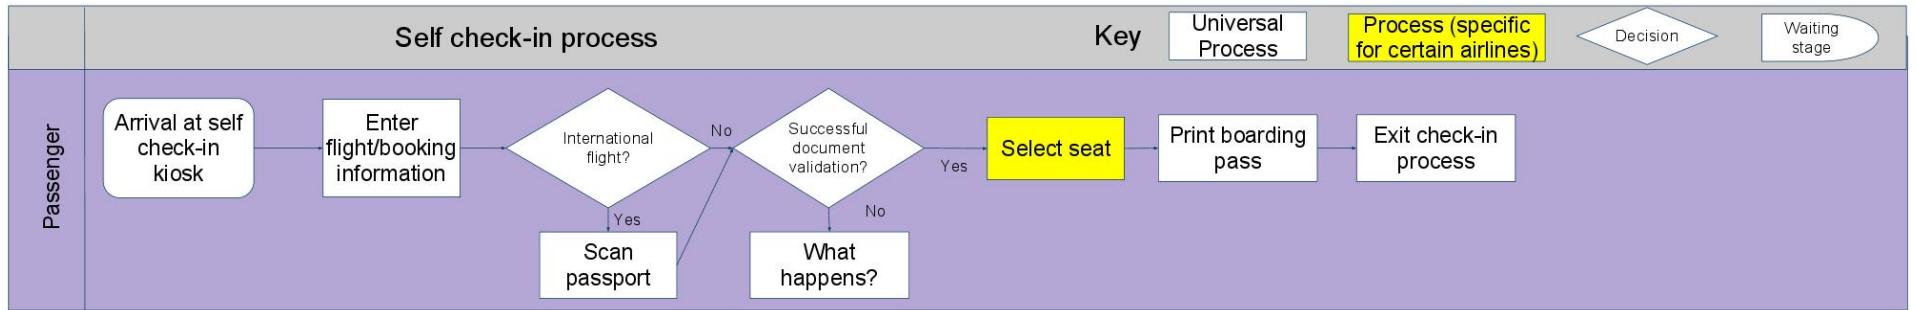 Self check-in process
Key
Universal
Process
Process (specific
for certain airlines)
Decision
Waiting
stage
Passenger
Arrival at self
check-in
kiosk
Enter
flight/booking
information
International
flight?
No
Yes
Scan
passport
Successful
document
validation?
Yes
No
What
happens?
Select seat
Print boarding
pass
Exit check-in
process